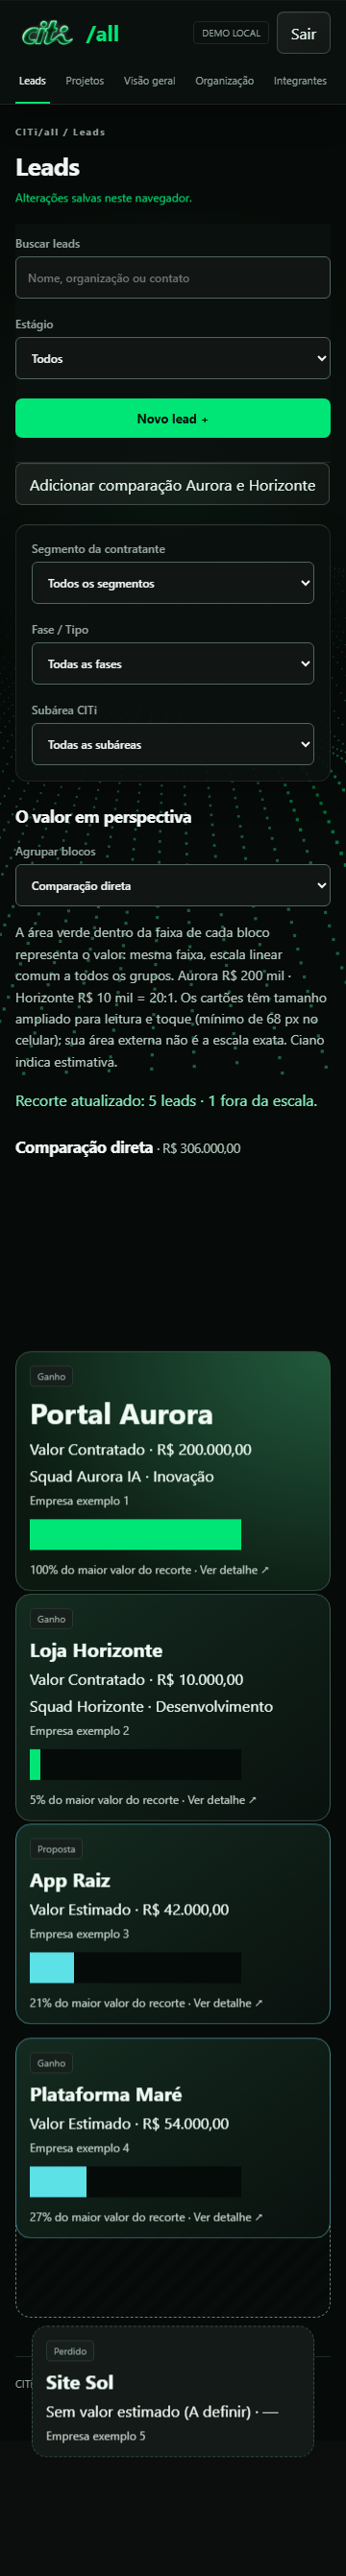 CITi /all
DEMO LOCAL
Sair
Leads
Projetos
Visão geral
Organização
Integrantes
CITi/all / Leads
Leads
Alterações salvas neste navegador.
Buscar leads
Nome, organização ou contato
Estágio
Todos
Novo lead +
Adicionar comparação Aurora e Horizonte
Segmento da contratante
Todos os segmentos
Fase / Tipo
Todas as fases
Subárea CITi
Todas as subáreas
O valor em perspectiva
Agrupar blocos
Comparação direta
A área verde dentro da faixa de cada bloco
representa o valor: mesma faixa, escala linear
comum a todos os grupos. Aurora R$ 200 mil ·
Horizonte R$ 10 mil = 20:1. Os cartões têm tamanho
ampliado para leitura e toque (mínimo de 68 px no
celular); sua área externa não é a escala exata. Ciano
indica estimativa.
Recorte atualizado: 5 leads · 1 fora da escala.
Comparação direta · R$ 306.000,00
Ganho
Portal Aurora
Valor Contratado · R$ 200.000,00
Squad Aurora IA · Inovação
Empresa exemplo 1
100% do maior valor do recorte · Ver detalhe ↗
Ganho
Loja Horizonte
Valor Contratado · R$ 10.000,00
Squad Horizonte · Desenvolvimento
Empresa exemplo 2
5% do maior valor do recorte · Ver detalhe ↗
Proposta
App Raiz
Valor Estimado · R$ 42.000,00
Empresa exemplo 3
21% do maior valor do recorte · Ver detalhe ↗
Ganho
Plataforma Maré
Valor Estimado · R$ 54.000,00
Empresa exemplo 4
27% do maior valor do recorte · Ver detalhe ↗
Perdido
CITi
Site Sol
Sem valor estimado (A definir) · —
Empresa exemplo 5